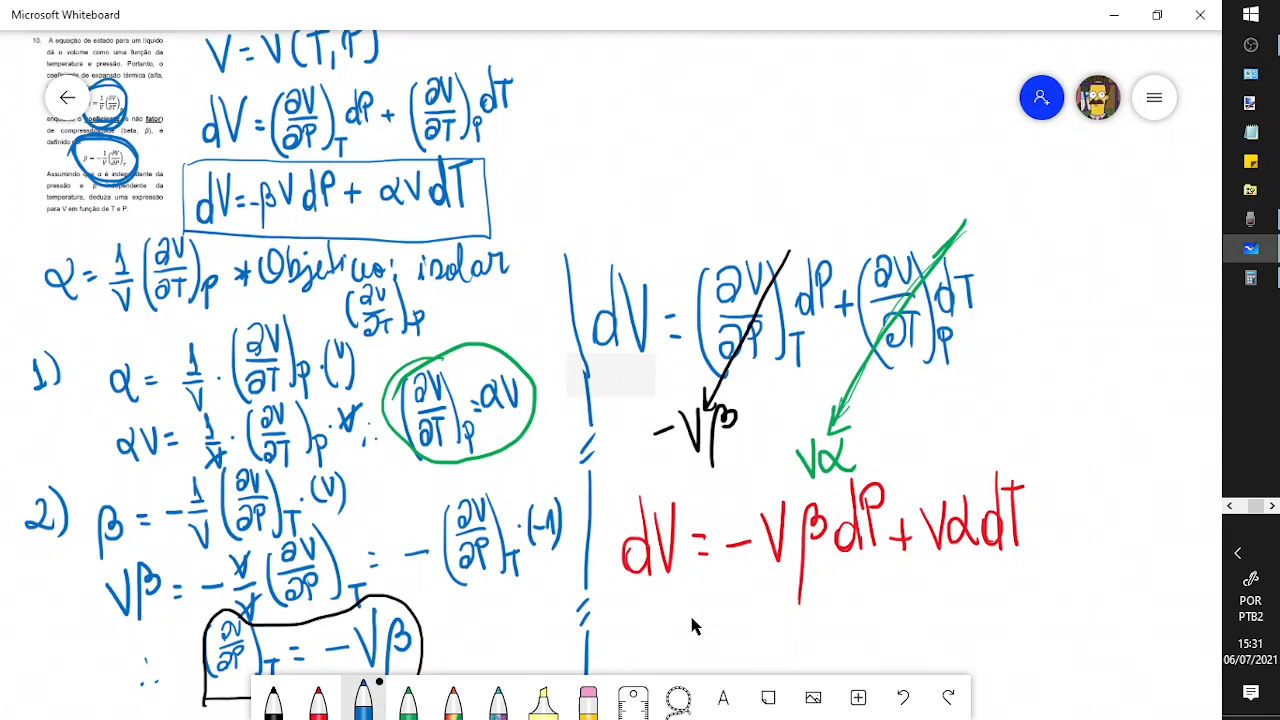 Microsoft Whiteboard
10. A equação de estado para um líquido
dá o volume como uma função da
temperatura e pressão. Portanto, o
coeficiente de expansão térmica (alfa,
= 1/V (∂V/∂T)
coeficiente (e não fator)
de compressibilidade (beta, β), é
β = -1/V (∂V/∂P)_T
Assumindo que α é independente da
pressão e β independente da
temperatura, deduza uma expressão
para V em função de T e P.
V = V(T, P)
dV = (∂V/∂P)_T dP + (∂V/∂T)_P dT
dV = -βV dP + αV dT
α = 1/V (∂V/∂T)_P * Objetivo: isolar
(∂V/∂T)_P
1) α = 1/V · (∂V/∂T)_P · (V)
αV = 1/V · (∂V/∂T)_P · V ∴ (∂V/∂T)_P = αV
2) β = -1/V (∂V/∂P)_T · (V)
Vβ = -V/V (∂V/∂P)_T = -(∂V/∂P)_T · (-1)
∴ (∂V/∂P)_T = -Vβ
dV = (∂V/∂P)_T dP + (∂V/∂T)_P dT
-Vβ
Vα
dV = -VβdP + VαdT
A
POR
PTB2
15:31
06/07/2021